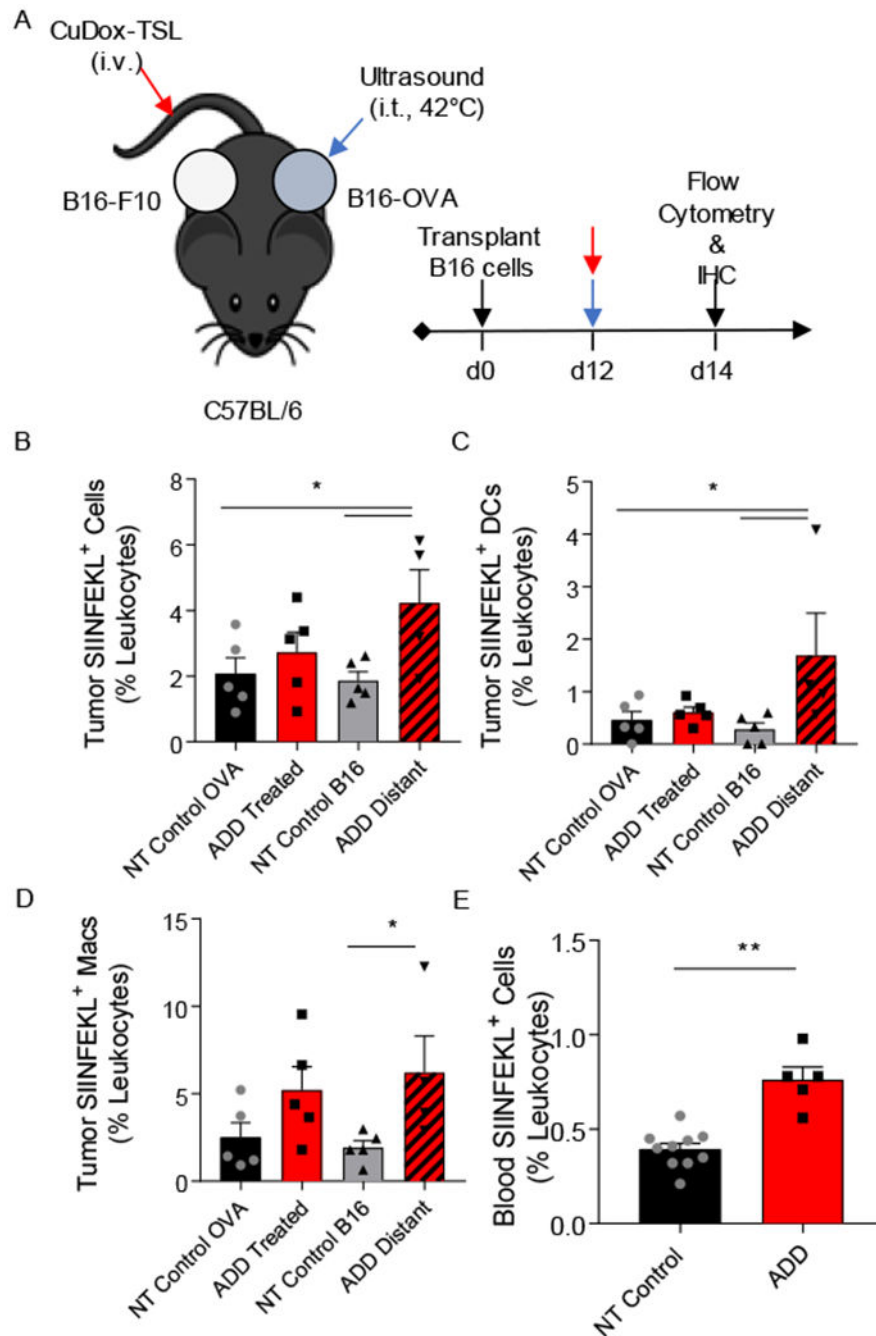 A
CuDox-TSL
(i.v.)
Ultrasound
(i.t., 42°C)
B16-F10
B16-OVA
C57BL/6
Transplant
B16 cells
Flow
Cytometry
&
IHC
d0
d12
d14
B
Tumor SIINFEKL+ Cells
(% Leukocytes)
8
6
4
2
0
*
NT Control OVA
ADD Treated
NT Control B16
ADD Distant
C
Tumor SIINFEKL+ DCs
(% Leukocytes)
5
4
3
2
1
0
*
NT Control OVA
ADD Treated
NT Control B16
ADD Distant
D
Tumor SIINFEKL+ Macs
(% Leukocytes)
15
10
5
0
*
NT Control OVA
ADD Treated
NT Control B16
ADD Distant
E
Blood SIINFEKL+ Cells
(% Leukocytes)
1.5
1.0
0.5
0.0
**
NT Control
ADD